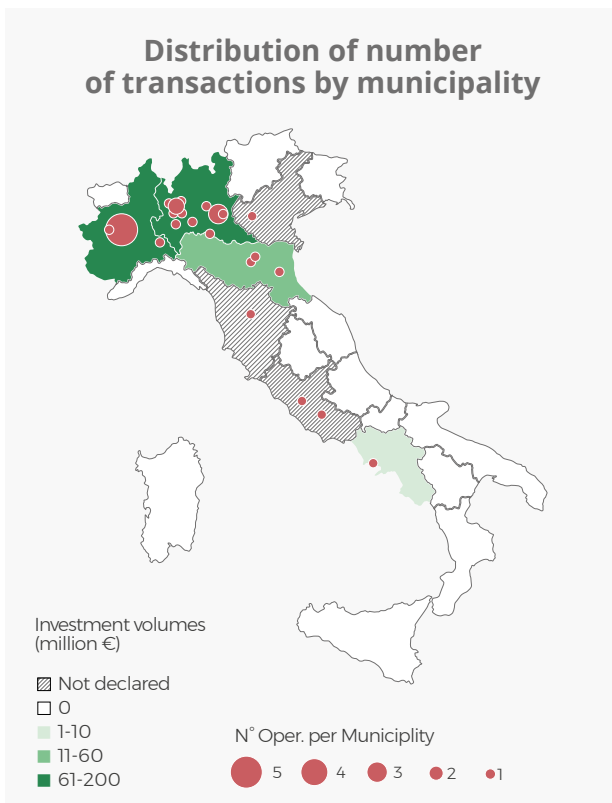 Distribution of number
of transactions by municipality
Investment volumes
(million €)
Not declared
0
1-10
11-60
61-200
N° Oper. per Municiplity
5 4 3 2 1